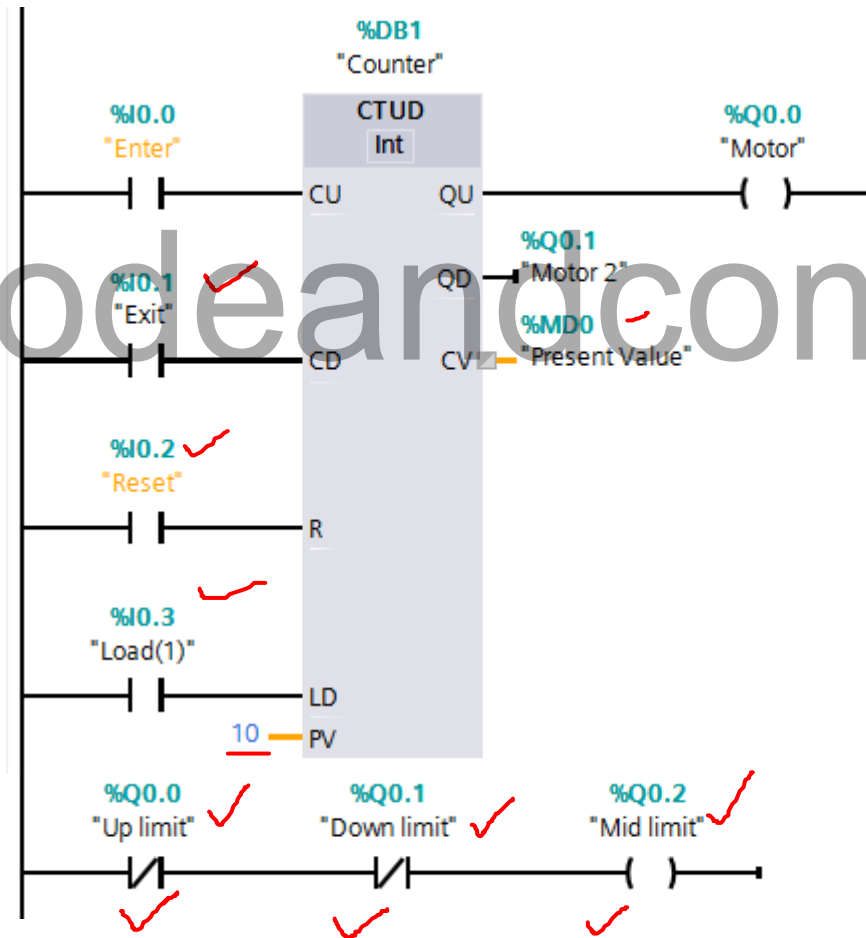 %DB1
"Counter"
%I0.0
"Enter"
CTUD
Int
%Q0.0
"Motor"
CU
QU
%Q0.1
"Motor 2"
QD
%I0.1
"Exit"
odeandcon
%MD0
"Present Value"
CD
CV
%I0.2
"Reset"
R
%I0.3
"Load(1)"
LD
10
PV
%Q0.0
"Up limit"
%Q0.1
"Down limit"
%Q0.2
"Mid limit"